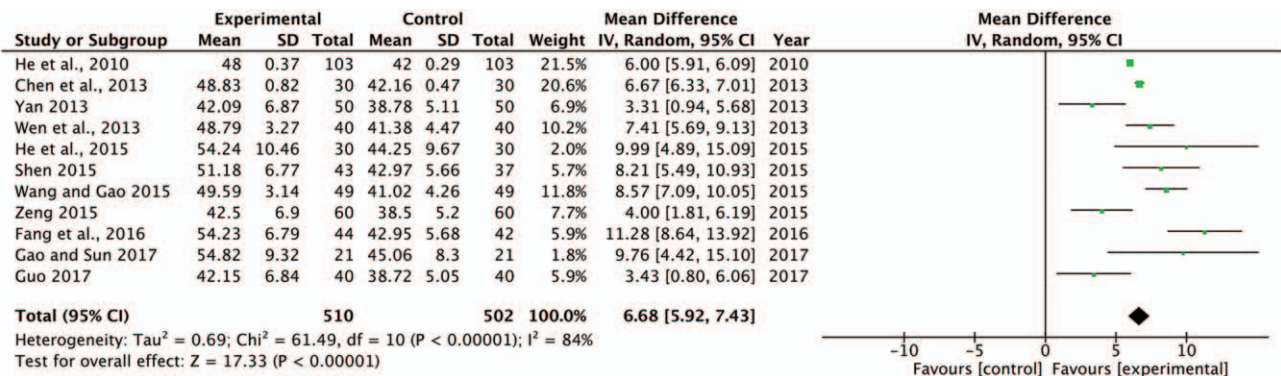 Experimental Control Mean Difference Mean Difference
Study or Subgroup Mean SD Total Mean SD Total Weight IV, Random, 95% CI Year IV, Random, 95% CI
He et al., 2010 48 0.37 103 42 0.29 103 21.5% 6.00 [5.91, 6.09] 2010
Chen et al., 2013 48.83 0.82 30 42.16 0.47 30 20.6% 6.67 [6.33, 7.01] 2013
Yan 2013 42.09 6.87 50 38.78 5.11 50 6.9% 3.31 [0.94, 5.68] 2013
Wen et al., 2013 48.79 3.27 40 41.38 4.47 40 10.2% 7.41 [5.69, 9.13] 2013
He et al., 2015 54.24 10.46 30 44.25 9.67 30 2.0% 9.99 [4.89, 15.09] 2015
Shen 2015 51.18 6.77 43 42.97 5.66 37 5.7% 8.21 [5.49, 10.93] 2015
Wang and Gao 2015 49.59 3.14 49 41.02 4.26 49 11.8% 8.57 [7.09, 10.05] 2015
Zeng 2015 42.5 6.9 60 38.5 5.2 60 7.7% 4.00 [1.81, 6.19] 2015
Fang et al., 2016 54.23 6.79 44 42.95 5.68 42 5.9% 11.28 [8.64, 13.92] 2016
Gao and Sun 2017 54.82 9.32 21 45.06 8.3 21 1.8% 9.76 [4.42, 15.10] 2017
Guo 2017 42.15 6.84 40 38.72 5.05 40 5.9% 3.43 [0.80, 6.06] 2017
Total (95% CI) 510 502 100.0% 6.68 [5.92, 7.43]
Heterogeneity: Tau² = 0.69; Chi² = 61.49, df = 10 (P < 0.00001); I² = 84%
Test for overall effect: Z = 17.33 (P < 0.00001)
-10 -5 0 5 10
Favours [control] Favours [experimental]